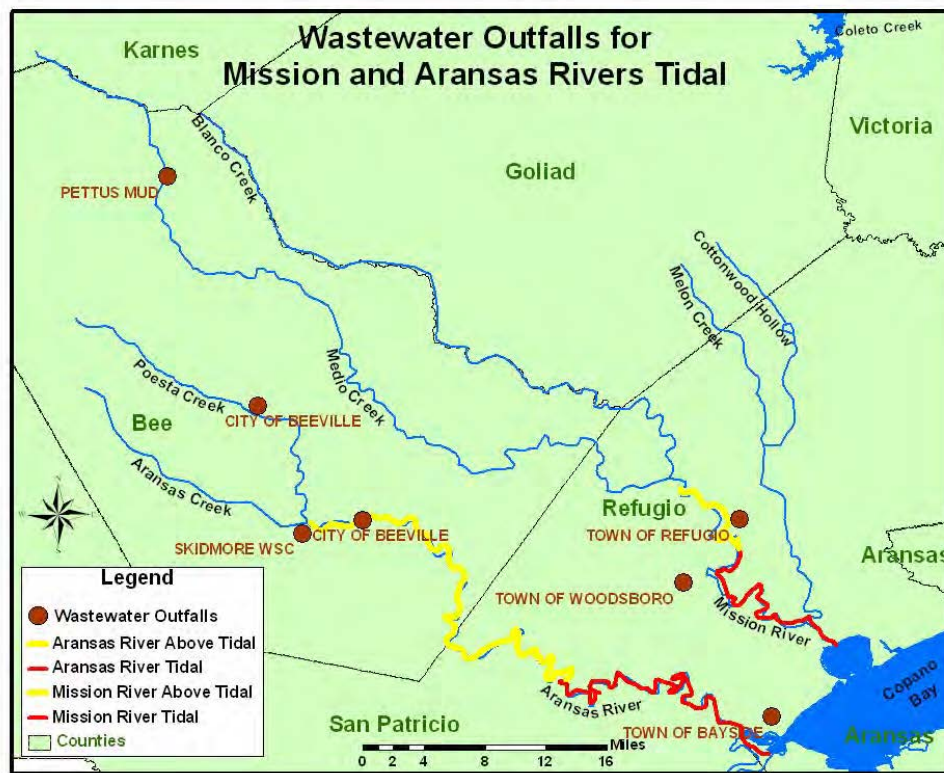 Wastewater Outfalls for
Mission and Aransas Rivers Tidal
Karnes
Coleto Creek
Victoria
Blanco Creek
Goliad
PETTUS MUD
Cottonwood Hollow
Melon Creek
Medio Creek
Poesta Creek
CITY OF BEEVILLE
Bee
Aransas Creek
Refugio
TOWN OF REFUGIO
CITY OF BEEVILLE
SKIDMORE WSC
Aransas
TOWN OF WOODSBORO
Mission River
Legend
Wastewater Outfalls
Aransas River Above Tidal
Aransas River Tidal
Mission River Above Tidal
Mission River Tidal
Counties
Aransas River
Copano
Bay
San Patricio
TOWN OF BAYSIDE
Aransas
Miles
0 2 4 8 12 16